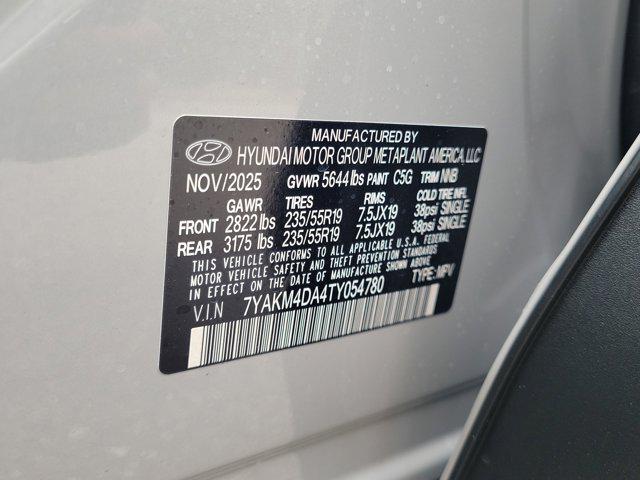 MANUFACTURED BY
HYUNDAI MOTOR GROUP METAPLANT AMERICA, LLC
NOV/2025 GVWR 5644 lbs PAINT C5G TRIM NNB
GAWR TIRES RIMS COLD TIRE INFL
FRONT 2822 lbs 235/55R19 7.5JX19 38psi SINGLE
REAR 3175 lbs 235/55R19 7.5JX19 38psi SINGLE
THIS VEHICLE CONFORMS TO ALL APPLICABLE U.S.A. FEDERAL
MOTOR VEHICLE SAFETY AND THEFT PREVENTION STANDARDS
IN EFFECT ON THE DATE OF MANUFACTURE SHOWN ABOVE
V.I.N 7YAKM4DA4TY054780 TYPE:MPV